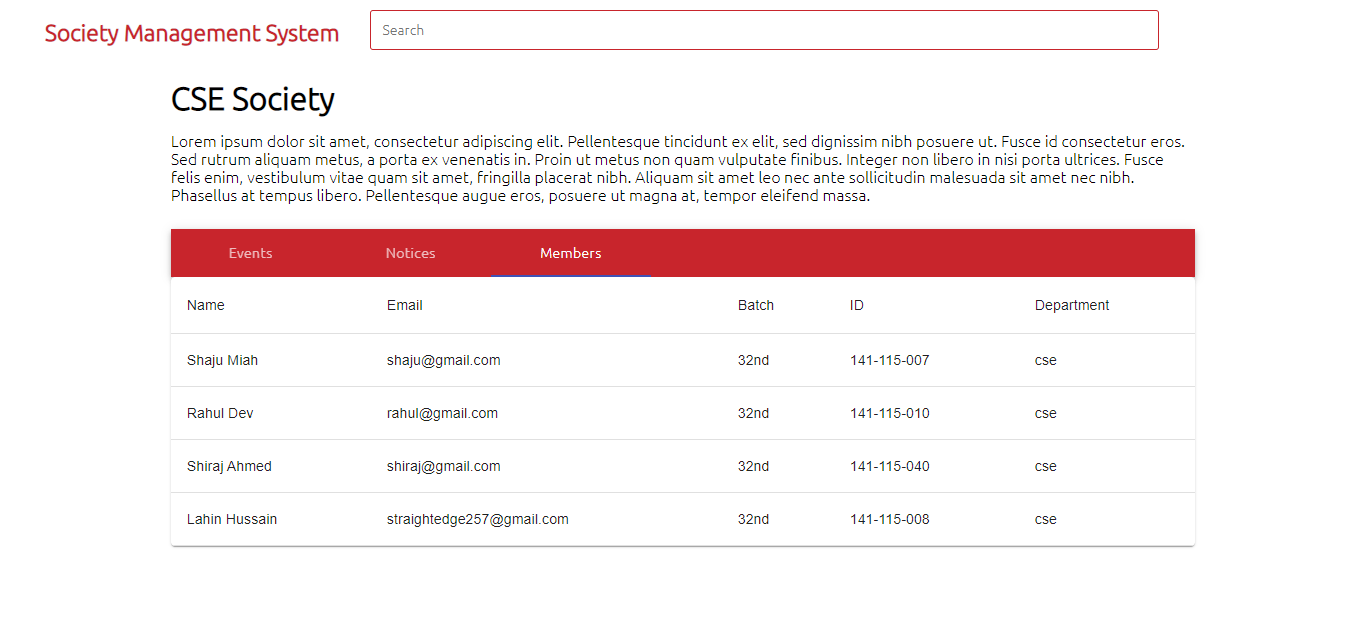 Society Management System Search
CSE Society
Lorem ipsum dolor sit amet, consectetur adipiscing elit. Pellentesque tincidunt ex elit, sed dignissim nibh posuere ut. Fusce id consectetur eros.
Sed rutrum aliquam metus, a porta ex venenatis in. Proin ut metus non quam vulputate finibus. Integer non libero in nisi porta ultrices. Fusce
felis enim, vestibulum vitae quam sit amet, fringilla placerat nibh. Aliquam sit amet leo nec ante sollicitudin malesuada sit amet nec nibh.
Phasellus at tempus libero. Pellentesque augue eros, posuere ut magna at, tempor eleifend massa.
Events Notices Members
Name Email Batch ID Department
Shaju Miah shaju@gmail.com 32nd 141-115-007 cse
Rahul Dev rahul@gmail.com 32nd 141-115-010 cse
Shiraj Ahmed shiraj@gmail.com 32nd 141-115-040 cse
Lahin Hussain straightedge257@gmail.com 32nd 141-115-008 cse